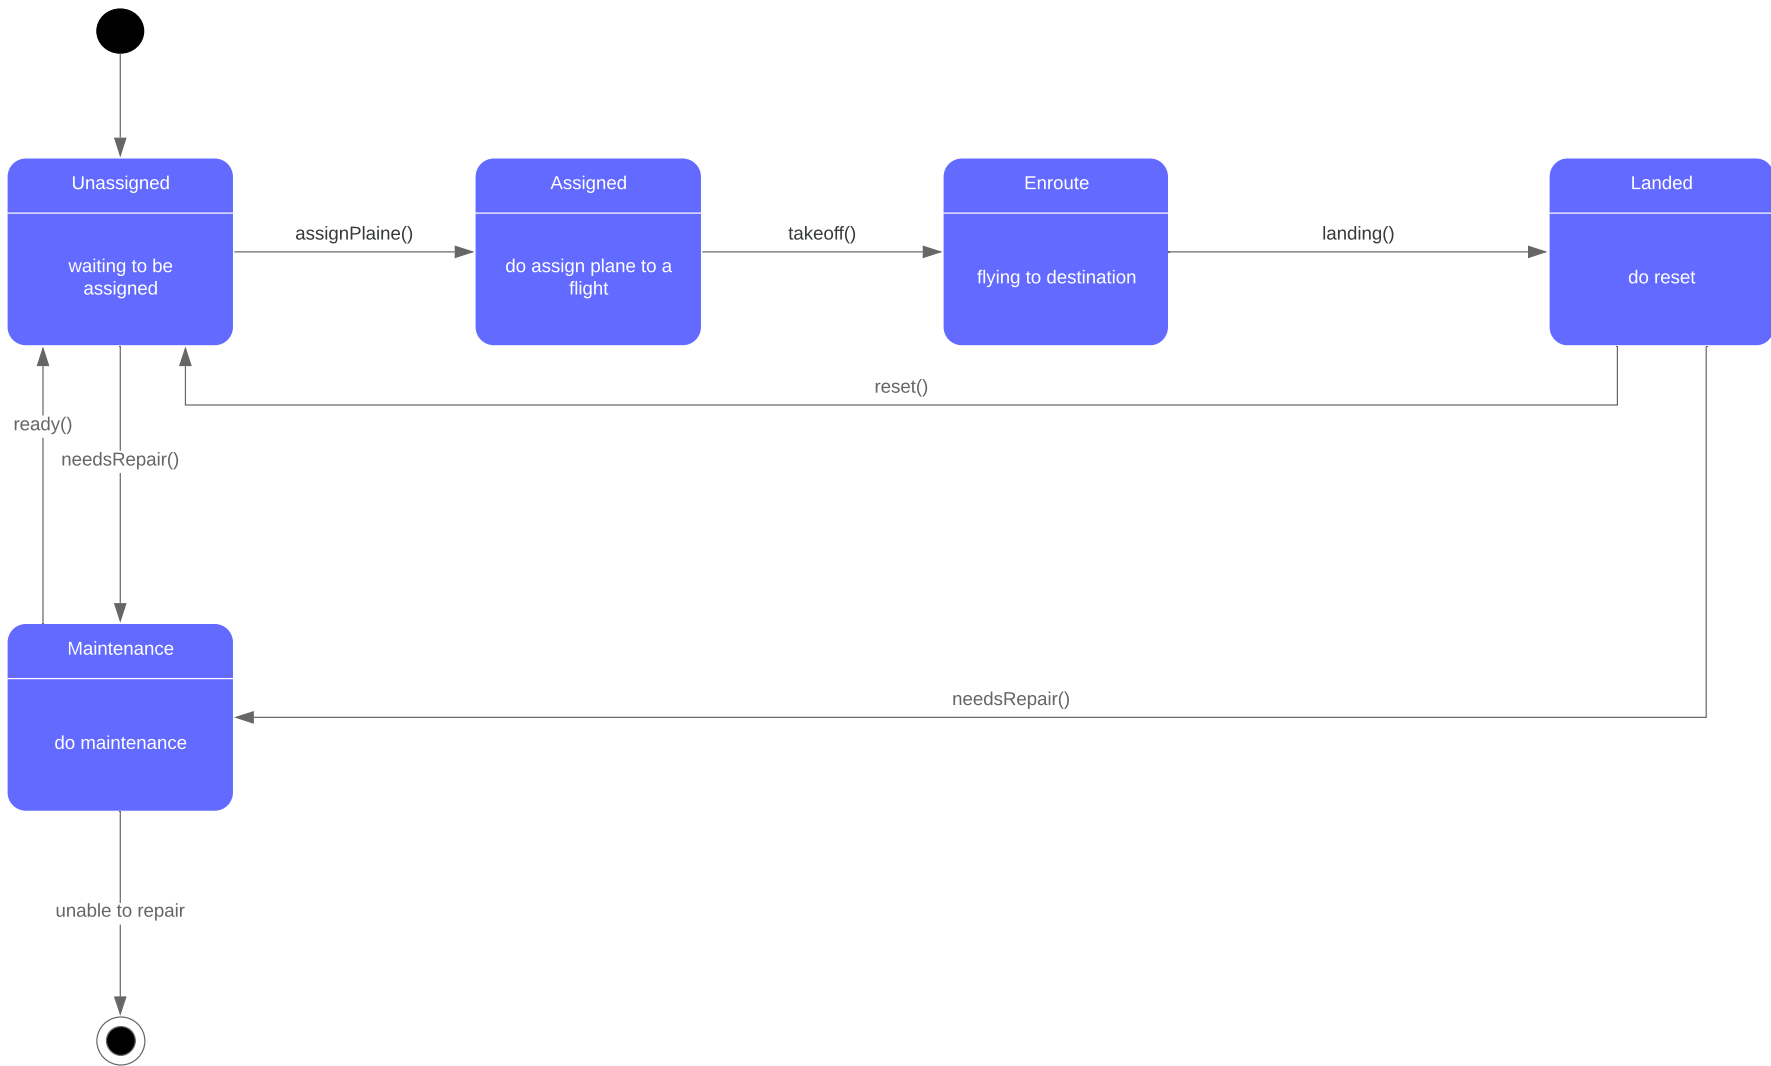 Unassigned
waiting to be
assigned
assignPlaine()
Assigned
do assign plane to a
flight
takeoff()
Enroute
flying to destination
landing()
Landed
do reset
reset()
ready()
needsRepair()
Maintenance
do maintenance
needsRepair()
unable to repair